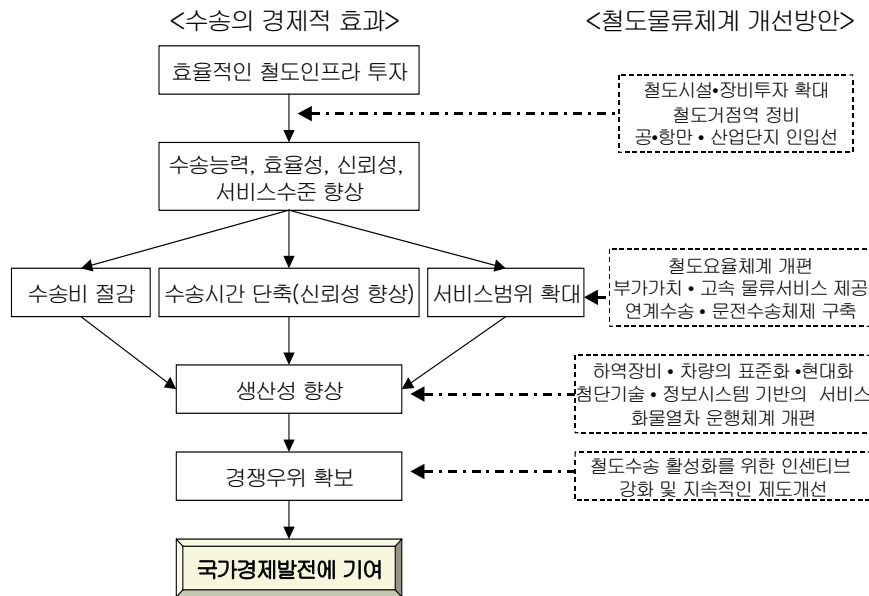 <수송의 경제적 효과>
<철도물류체계 개선방안>
효율적인 철도인프라 투자
철도시설•장비투자 확대
철도거점역 정비
공•항만 • 산업단지 인입선
수송능력, 효율성, 신뢰성,
서비스수준 향상
수송비 절감
수송시간 단축(신뢰성 향상)
서비스범위 확대
철도요율체계 개편
부가가치 • 고속 물류서비스 제공
연계수송 • 문전수송체제 구축
생산성 향상
하역장비 • 차량의 표준화 •현대화
첨단기술 • 정보시스템 기반의 서비스
화물열차 운행체계 개편
경쟁우위 확보
철도수송 활성화를 위한 인센티브
강화 및 지속적인 제도개선
국가경제발전에 기여